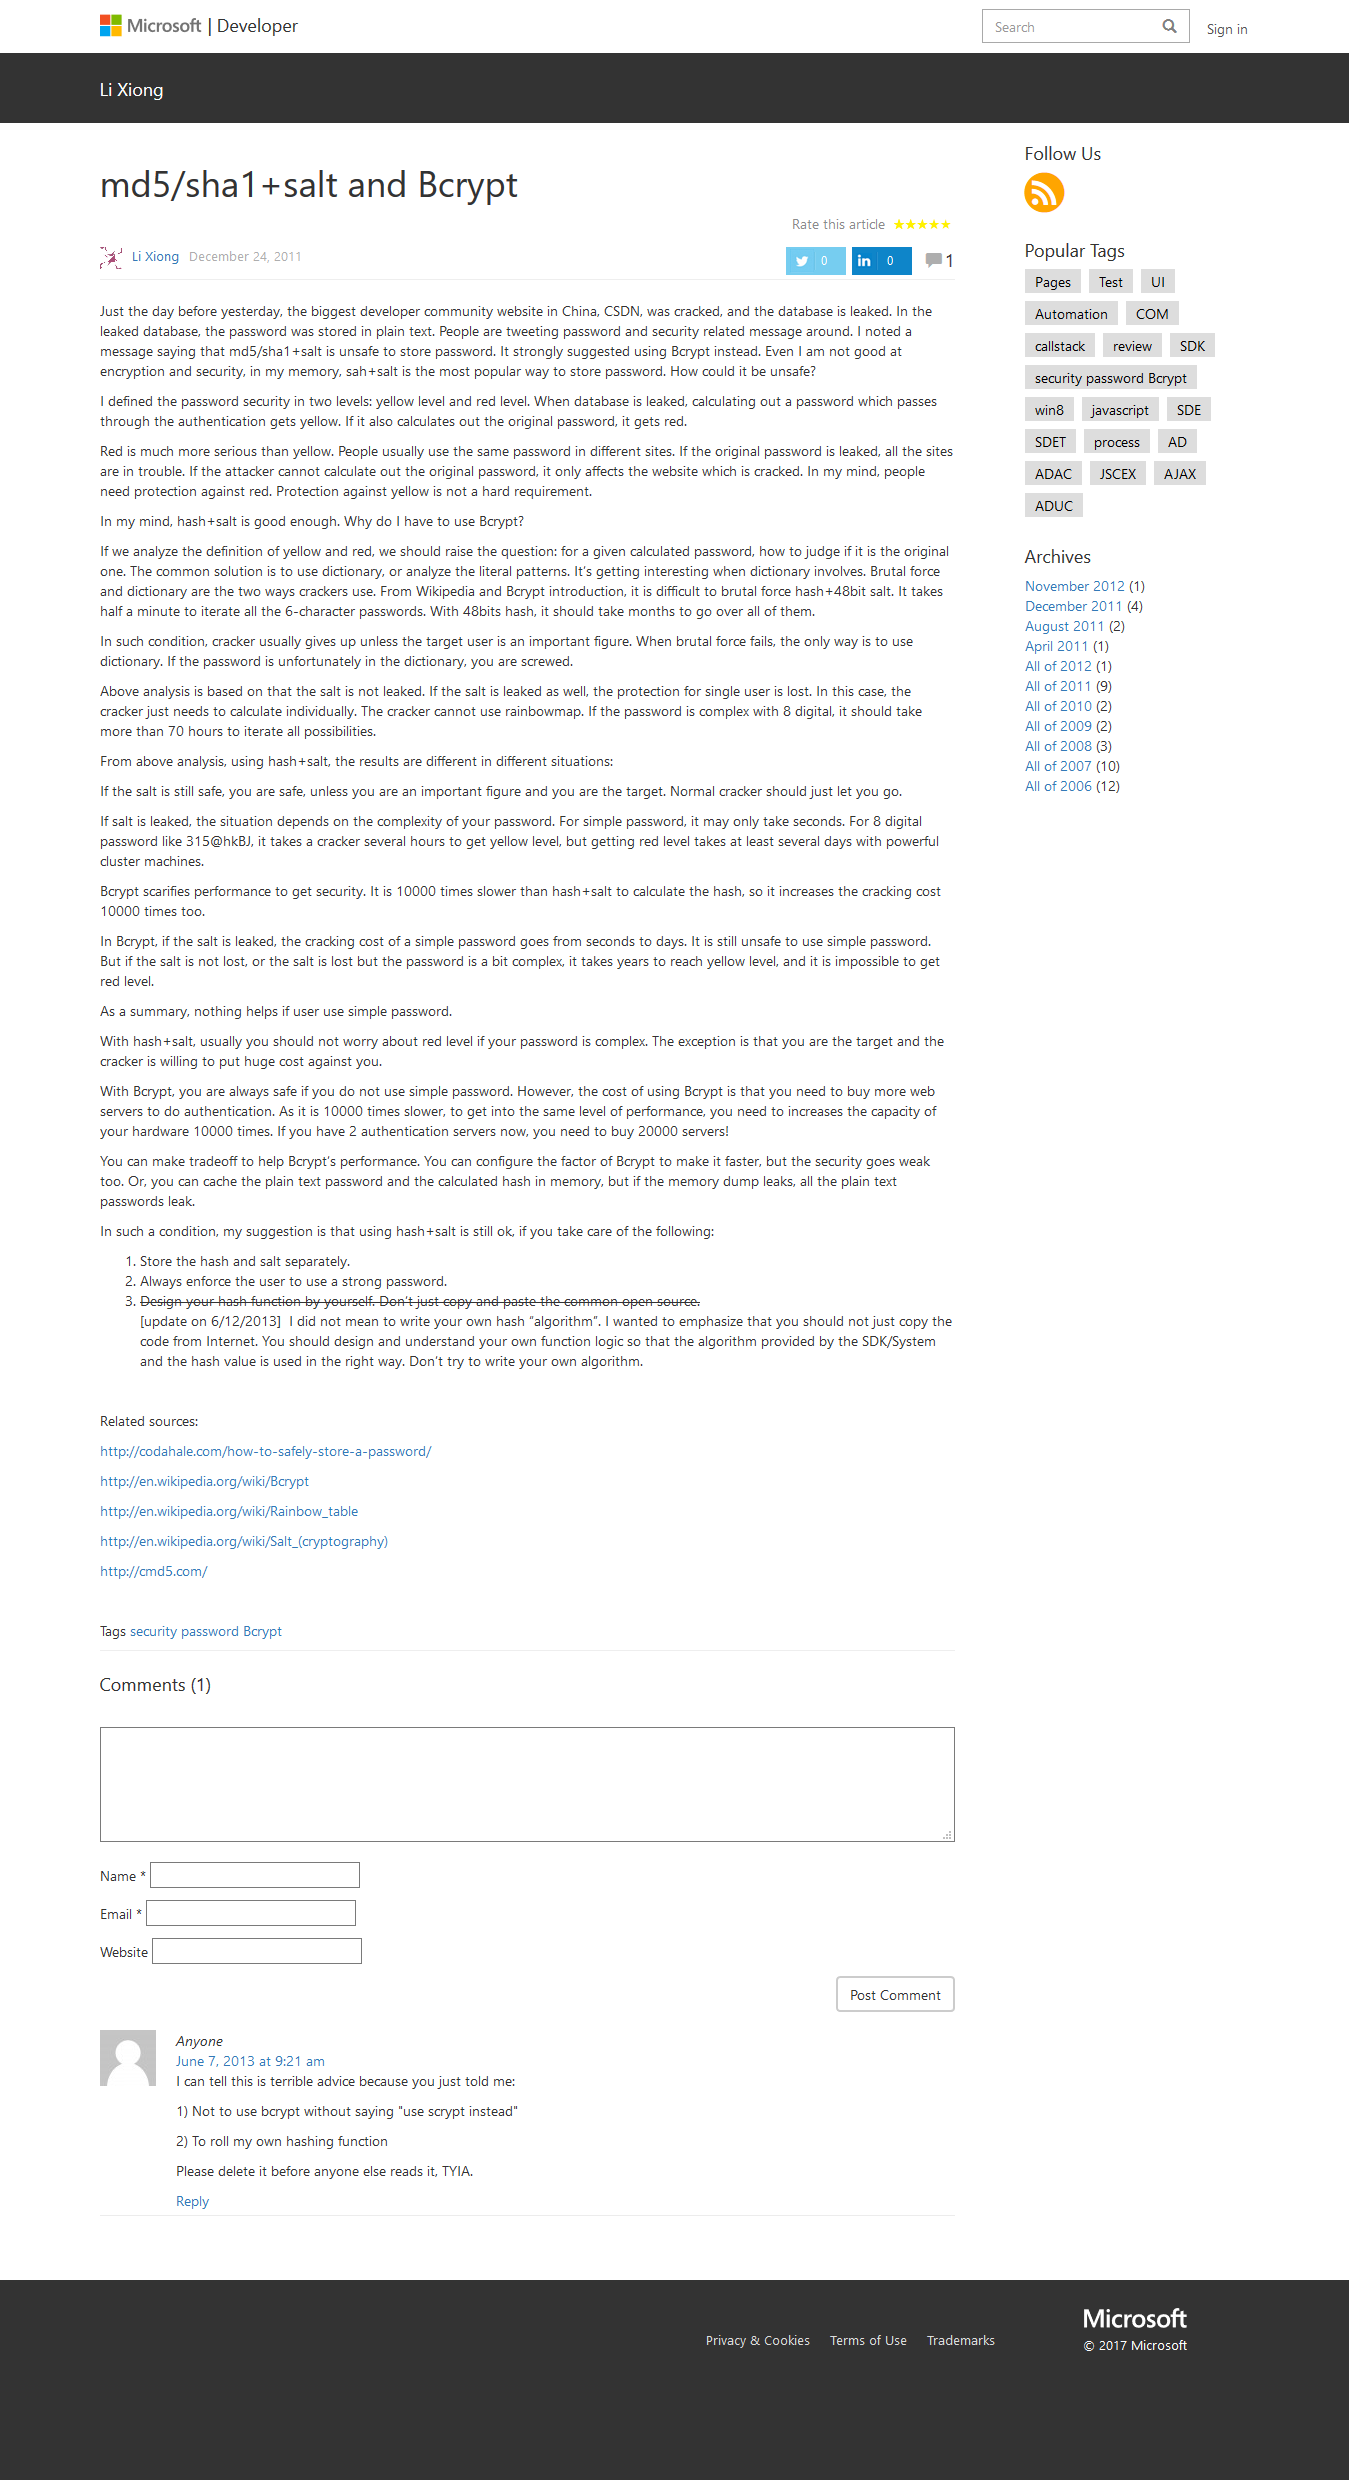 Microsoft | Developer
Search
Sign in
Li Xiong
md5/sha1+salt and Bcrypt
Rate this article ★★★★★
Li Xiong December 24, 2011
0
0
1
Just the day before yesterday, the biggest developer community website in China, CSDN, was cracked, and the database is leaked. In the
leaked database, the password was stored in plain text. People are tweeting password and security related message around. I noted a
message saying that md5/sha1+salt is unsafe to store password. It strongly suggested using Bcrypt instead. Even I am not good at
encryption and security, in my memory, sah+salt is the most popular way to store password. How could it be unsafe?
I defined the password security in two levels: yellow level and red level. When database is leaked, calculating out a password which passes
through the authentication gets yellow. If it also calculates out the original password, it gets red.
Red is much more serious than yellow. People usually use the same password in different sites. If the original password is leaked, all the sites
are in trouble. If the attacker cannot calculate out the original password, it only affects the website which is cracked. In my mind, people
need protection against red. Protection against yellow is not a hard requirement.
In my mind, hash+salt is good enough. Why do I have to use Bcrypt?
If we analyze the definition of yellow and red, we should raise the question: for a given calculated password, how to judge if it is the original
one. The common solution is to use dictionary, or analyze the literal patterns. It's getting interesting when dictionary involves. Brutal force
and dictionary are the two ways crackers use. From Wikipedia and Bcrypt introduction, it is difficult to brutal force hash+48bit salt. It takes
half a minute to iterate all the 6-character passwords. With 48bits hash, it should take months to go over all of them.
In such condition, cracker usually gives up unless the target user is an important figure. When brutal force fails, the only way is to use
dictionary. If the password is unfortunately in the dictionary, you are screwed.
Above analysis is based on that the salt is not leaked. If the salt is leaked as well, the protection for single user is lost. In this case, the
cracker just needs to calculate individually. The cracker cannot use rainbowmap. If the password is complex with 8 digital, it should take
more than 70 hours to iterate all possibilities.
From above analysis, using hash+salt, the results are different in different situations:
If the salt is still safe, you are safe, unless you are an important figure and you are the target. Normal cracker should just let you go.
If salt is leaked, the situation depends on the complexity of your password. For simple password, it may only take seconds. For 8 digital
password like 315@hkBJ, it takes a cracker several hours to get yellow level, but getting red level takes at least several days with powerful
cluster machines.
Bcrypt scarifies performance to get security. It is 10000 times slower than hash+salt to calculate the hash, so it increases the cracking cost
10000 times too.
In Bcrypt, if the salt is leaked, the cracking cost of a simple password goes from seconds to days. It is still unsafe to use simple password.
But if the salt is not lost, or the salt is lost but the password is a bit complex, it takes years to reach yellow level, and it is impossible to get
red level.
As a summary, nothing helps if user use simple password.
With hash+salt, usually you should not worry about red level if your password is complex. The exception is that you are the target and the
cracker is willing to put huge cost against you.
With Bcrypt, you are always safe if you do not use simple password. However, the cost of using Bcrypt is that you need to buy more web
servers to do authentication. As it is 10000 times slower, to get into the same level of performance, you need to increases the capacity of
your hardware 10000 times. If you have 2 authentication servers now, you need to buy 20000 servers!
You can make tradeoff to help Bcrypt's performance. You can configure the factor of Bcrypt to make it faster, but the security goes weak
too. Or, you can cache the plain text password and the calculated hash in memory, but if the memory dump leaks, all the plain text
passwords leak.
In such a condition, my suggestion is that using hash+salt is still ok, if you take care of the following:
1. Store the hash and salt separately.
2. Always enforce the user to use a strong password.
3. Design your hash function by yourself. Don't just copy and paste the common open source.
[update on 6/12/2013] I did not mean to write your own hash "algorithm". I wanted to emphasize that you should not just copy the
code from Internet. You should design and understand your own function logic so that the algorithm provided by the SDK/System
and the hash value is used in the right way. Don't try to write your own algorithm.
Related sources:
http://codahale.com/how-to-safely-store-a-password/
http://en.wikipedia.org/wiki/Bcrypt
http://en.wikipedia.org/wiki/Rainbow_table
http://en.wikipedia.org/wiki/Salt_(cryptography)
http://cmd5.com/
Tags security password Bcrypt
Comments (1)
Name *
Email *
Website
Post Comment
Anyone
June 7, 2013 at 9:21 am
I can tell this is terrible advice because you just told me:
1) Not to use bcrypt without saying "use scrypt instead"
2) To roll my own hashing function
Please delete it before anyone else reads it, TYIA.
Reply
Follow Us
Popular Tags
Pages Test UI
Automation COM
callstack review SDK
security password Bcrypt
win8 javascript SDE
SDET process AD
ADAC JSCEX AJAX
ADUC
Archives
November 2012 (1)
December 2011 (4)
August 2011 (2)
April 2011 (1)
All of 2012 (1)
All of 2011 (9)
All of 2010 (2)
All of 2009 (2)
All of 2008 (3)
All of 2007 (10)
All of 2006 (12)
Privacy & Cookies Terms of Use Trademarks
Microsoft
© 2017 Microsoft